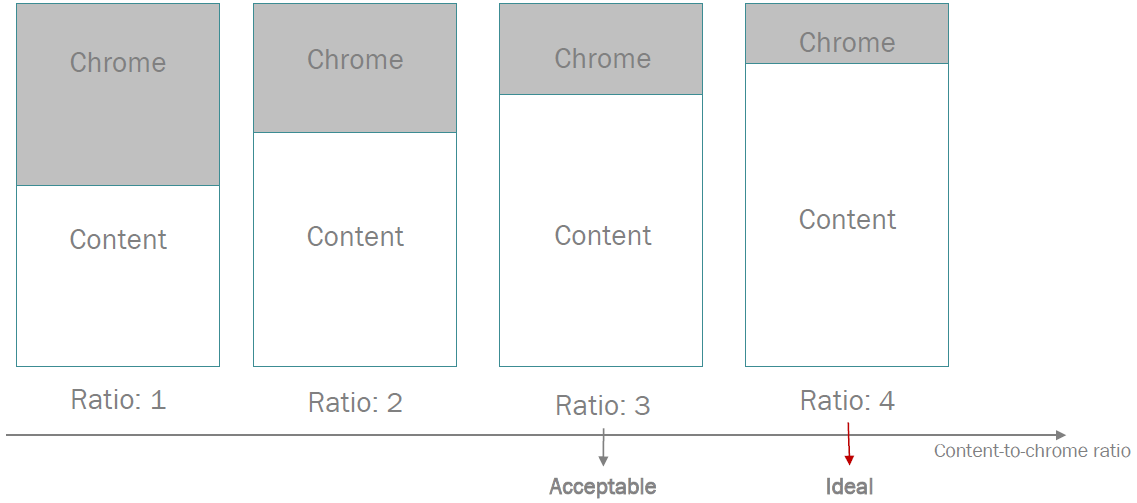 Chrome
Content
Ratio: 1
Chrome
Content
Ratio: 2
Chrome
Content
Ratio: 3
Chrome
Content
Ratio: 4
Content-to-chrome ratio
Acceptable
Ideal